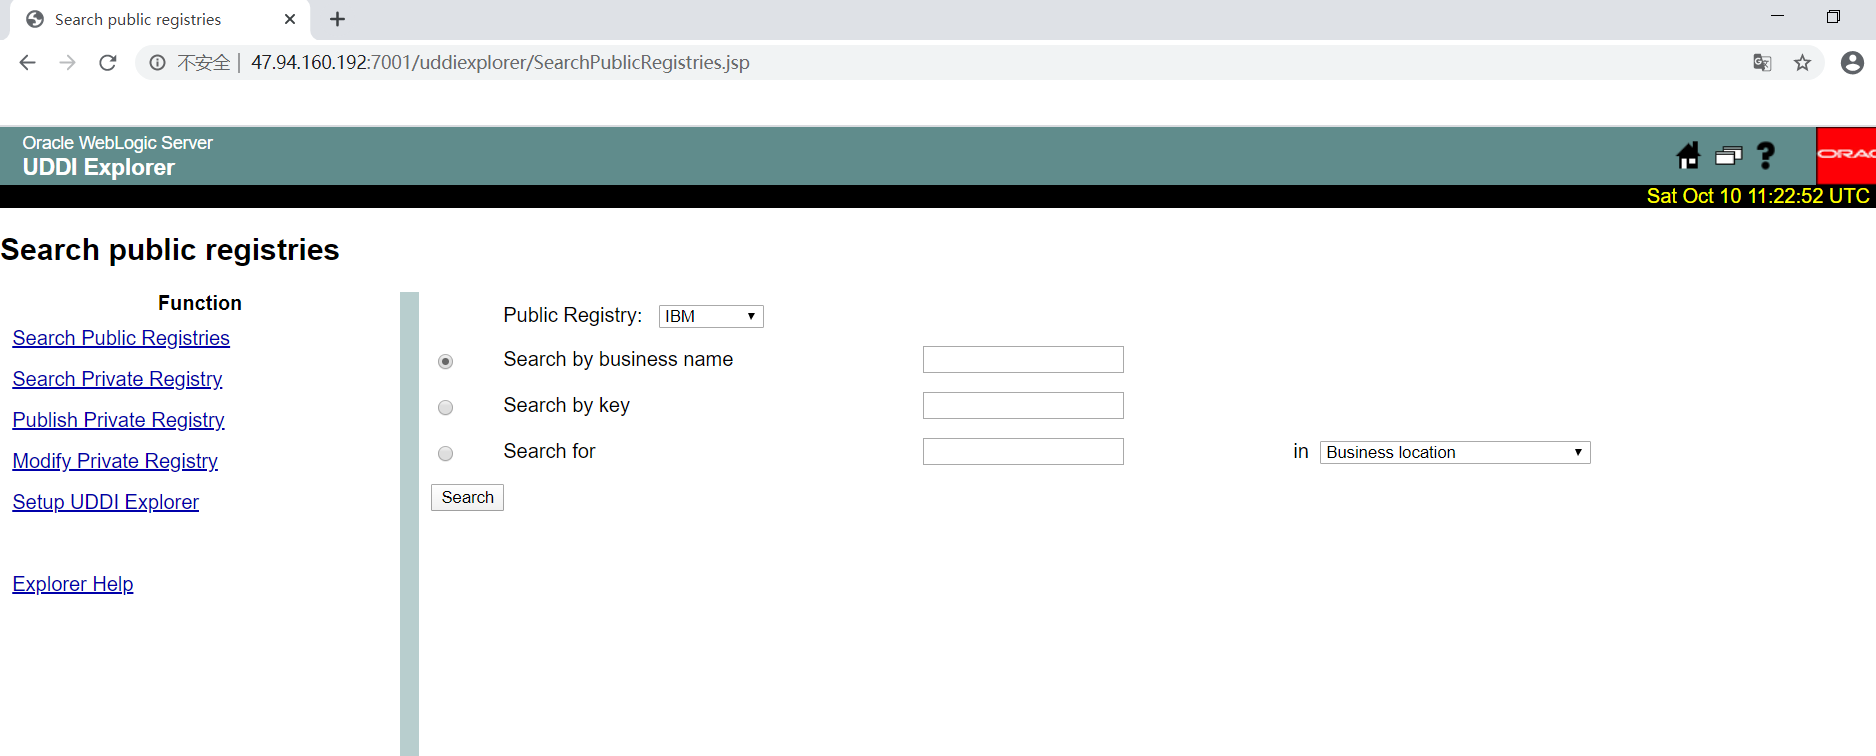 Search public registries
不安全 | 47.94.160.192:7001/uddiexplorer/SearchPublicRegistries.jsp
Oracle WebLogic Server
UDDI Explorer
ORAC
Sat Oct 10 11:22:52 UTC
Search public registries
Function
Search Public Registries
Search Private Registry
Publish Private Registry
Modify Private Registry
Setup UDDI Explorer
Explorer Help
Public Registry: IBM
Search by business name
Search by key
Search for in Business location
Search